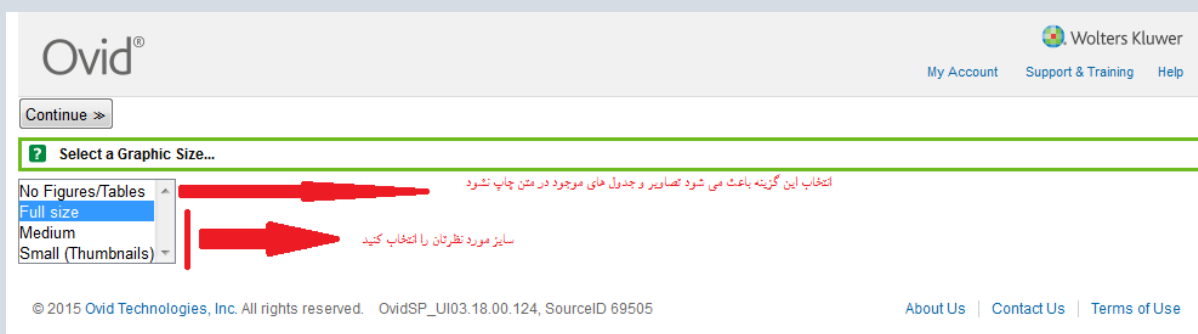 Ovid®
Wolters Kluwer
My Account Support & Training Help
Continue >>
? Select a Graphic Size...
No Figures/Tables
انتخاب این گزینه باعث می شود تصاویر و جدول های موجود در متن چاپ نشود
Full size
Medium
سایز مورد نظرتان را انتخاب کنید
Small (Thumbnails)
© 2015 Ovid Technologies, Inc. All rights reserved. OvidSP_UI03.18.00.124, SourceID 69505
About Us | Contact Us | Terms of Use